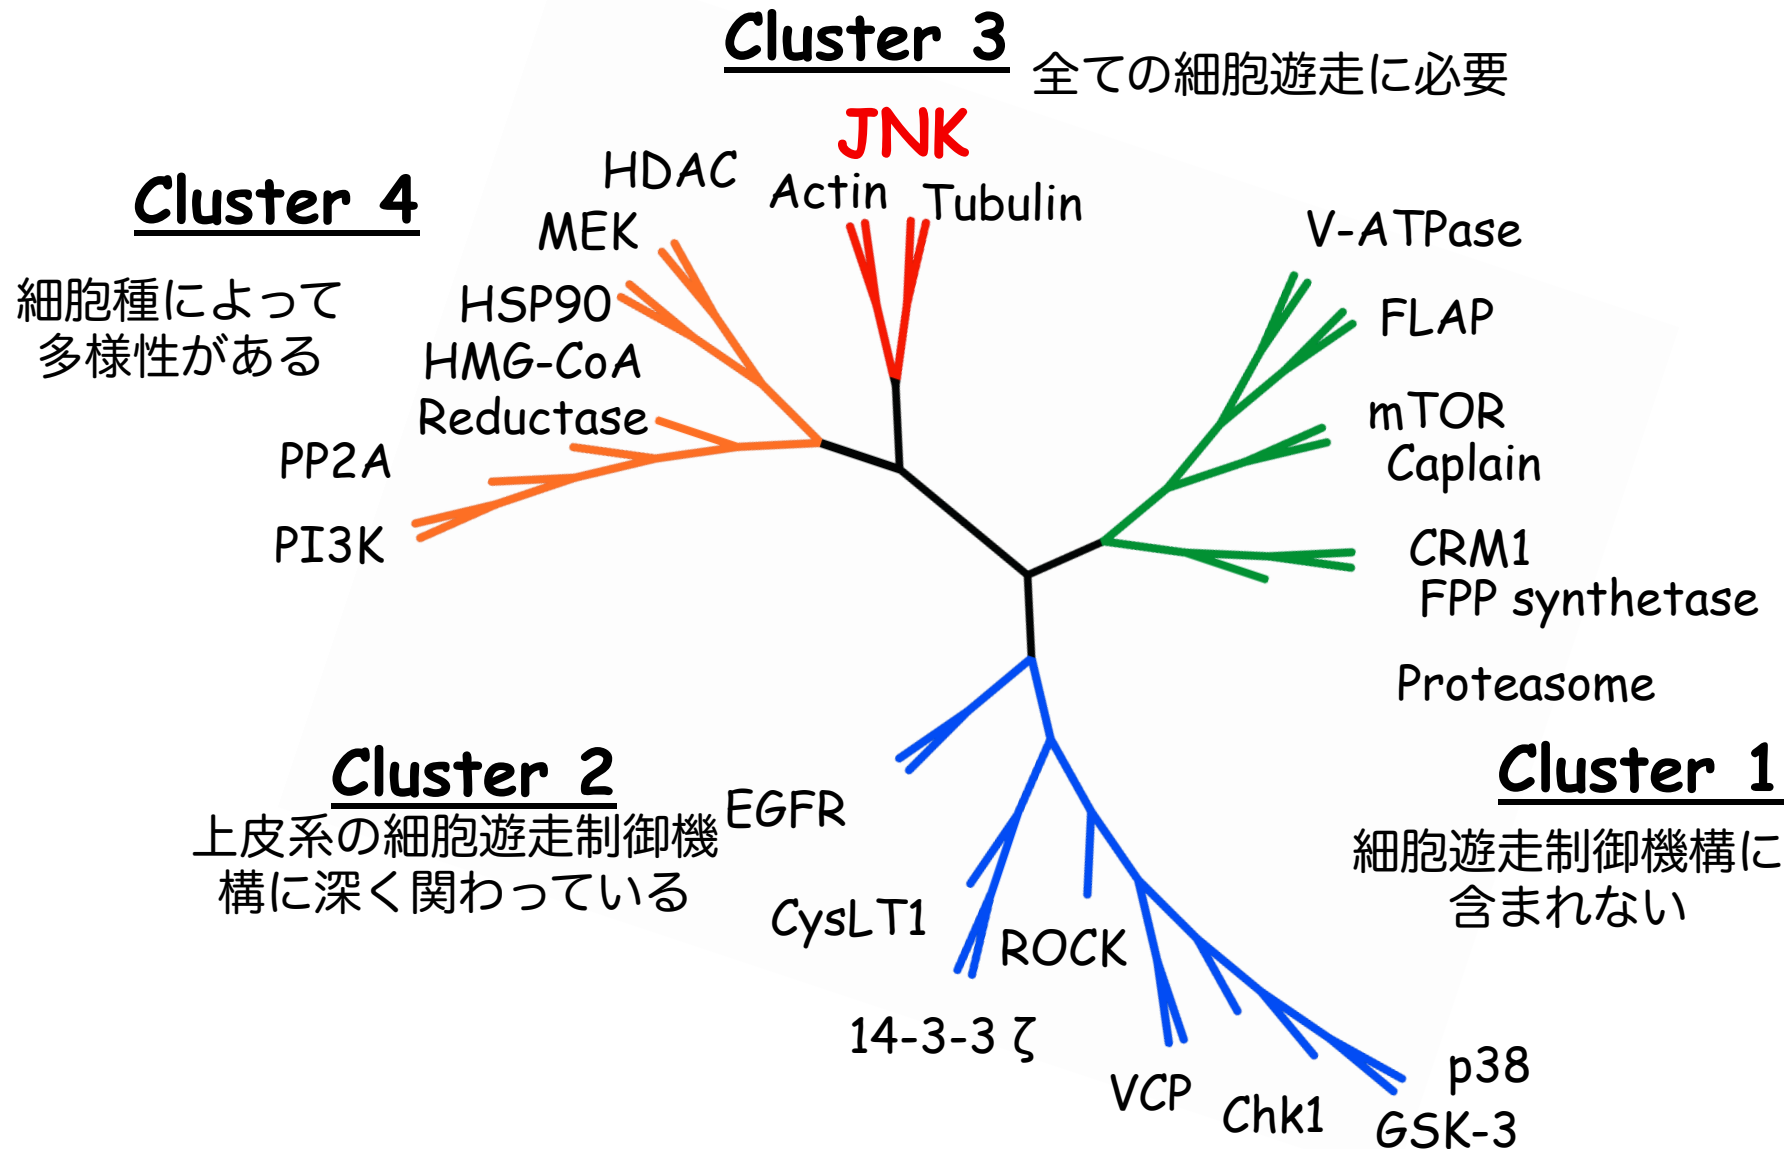 Cluster 3
全ての細胞遊走に必要
JNK
HDAC
Actin
Tubulin
Cluster 4
MEK
V-ATPase
細胞種によって
多様性がある
HSP90
FLAP
HMG-CoA
Reductase
mTOR
PP2A
Caplain
PI3K
CRM1
FPP synthetase
Proteasome
Cluster 2
上皮系の細胞遊走制御機
構に深く関わっている
EGFR
Cluster 1
細胞遊走制御機構に
含まれない
CysLT1
ROCK
14-3-3 ζ
VCP
Chk1
p38
GSK-3